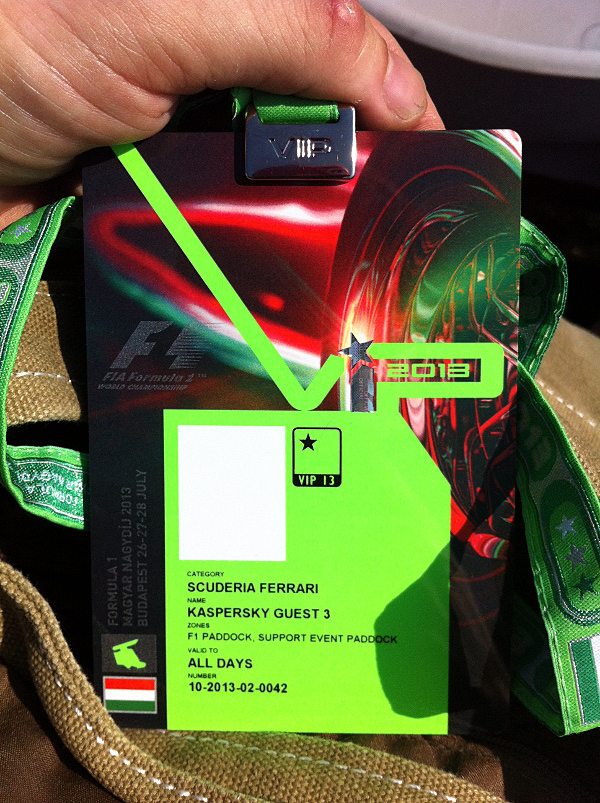 VIP
F1
FIA Formula 1™
WORLD CHAMPIONSHIP
VIP 2013
FORMULA 1
MAGYAR NAGYDÍJ 2013
BUDAPEST 26-27-28 JULY
VIP 13
CATEGORY
SCUDERIA FERRARI
NAME
KASPERSKY GUEST 3
ZONES
F1 PADDOCK, SUPPORT EVENT PADDOCK
VALID TO
ALL DAYS
NUMBER
10-2013-02-0042